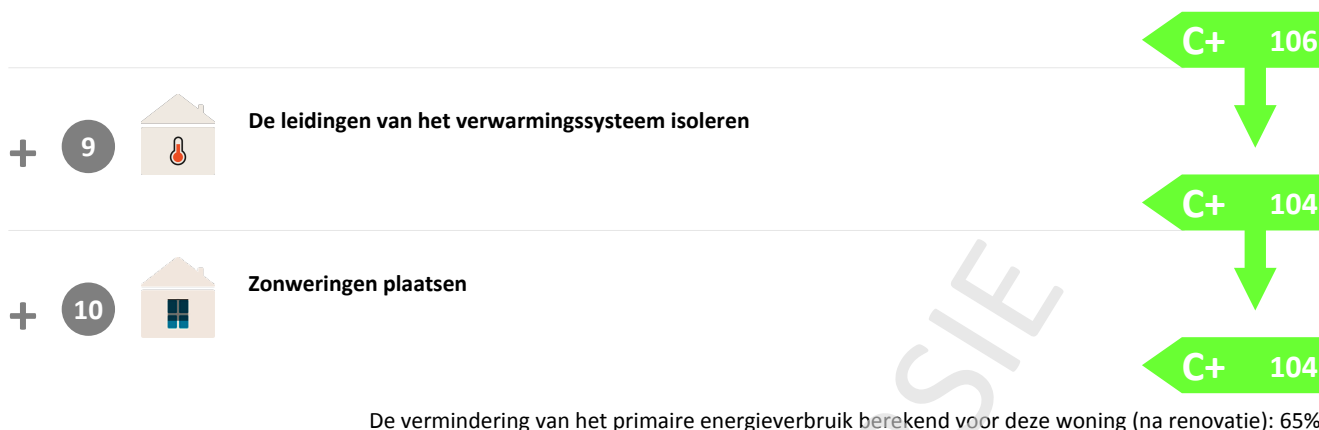 C+ 106
+ 9 De leidingen van het verwarmingssysteem isoleren
C+ 104
+ 10 Zonweringen plaatsen
C+ 104
De vermindering van het primaire energieverbruik berekend voor deze woning (na renovatie): 65%
SIE